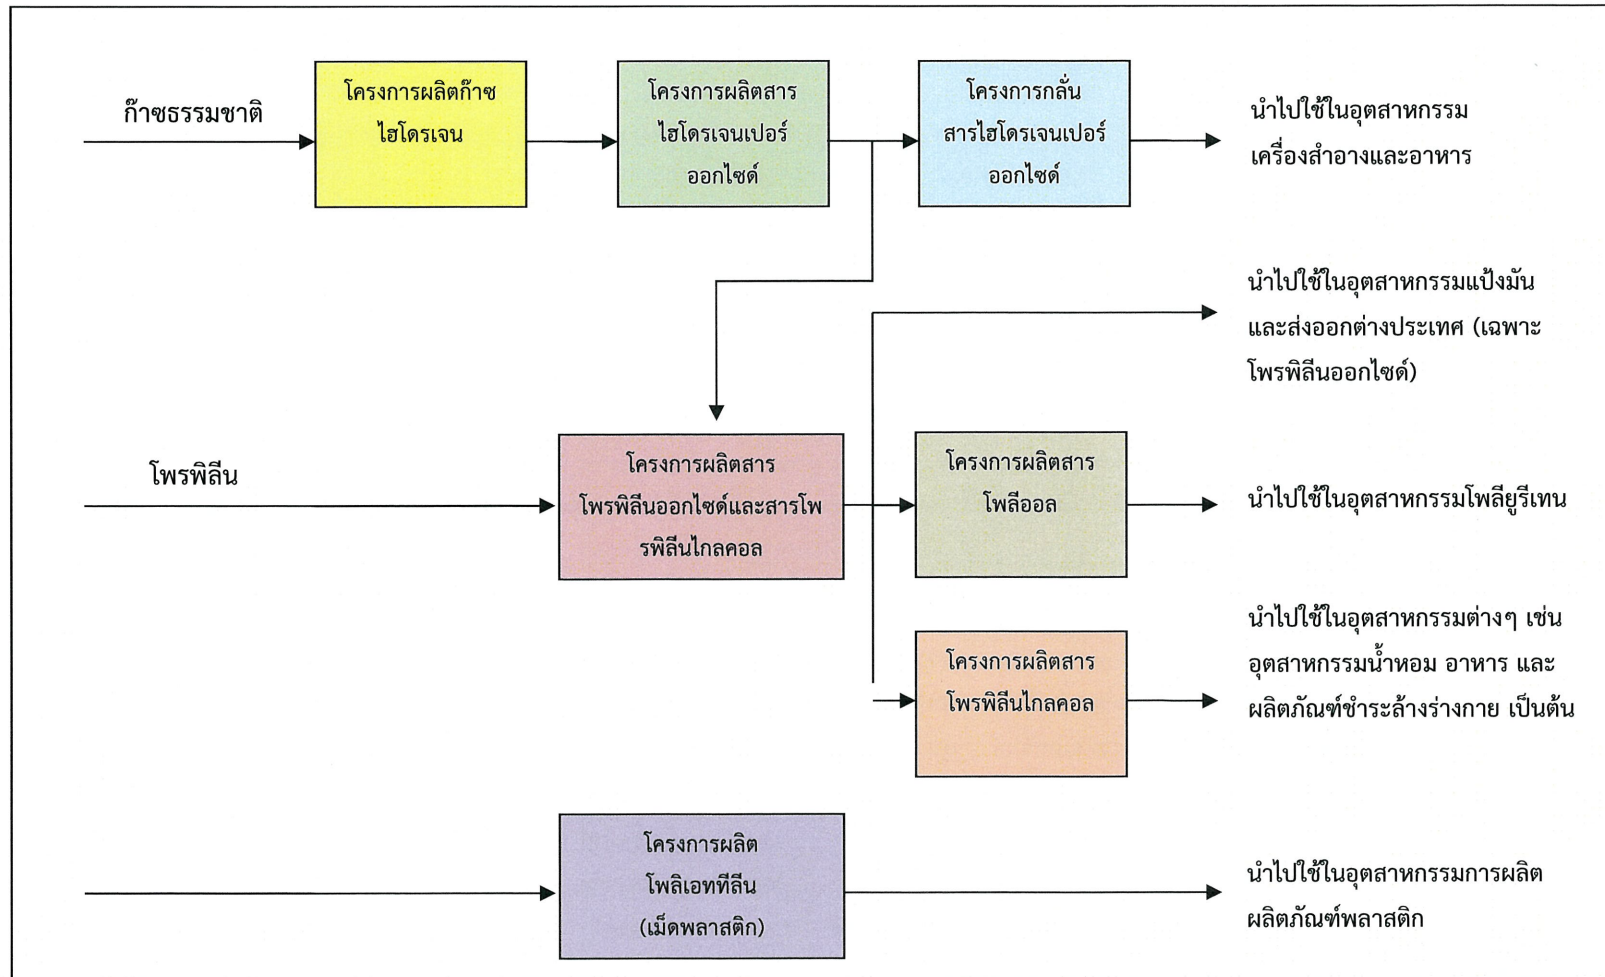 ก๊าซธรรมชาติ
โครงการผลิตก๊าซ
ไฮโดรเจน
โครงการผลิตสาร
ไฮโดรเจนเปอร์
ออกไซด์
โครงการกลั่น
สารไฮโดรเจนเปอร์
ออกไซด์
นำไปใช้ในอุตสาหกรรม
เครื่องสำอางและอาหาร
นำไปใช้ในอุตสาหกรรมแป้งมัน
และส่งออกต่างประเทศ (เฉพาะ
โพรพิลีนออกไซด์)
โพรพิลีน
โครงการผลิตสาร
โพรพิลีนออกไซด์และสารโพ
รพิลีนไกลคอล
โครงการผลิตสาร
โพลีออล
นำไปใช้ในอุตสาหกรรมโพลียูรีเทน
โครงการผลิตสาร
โพรพิลีนไกลคอล
นำไปใช้ในอุตสาหกรรมต่างๆ เช่น
อุตสาหกรรมน้ำหอม อาหาร และ
ผลิตภัณฑ์ชำระล้างร่างกาย เป็นต้น
โครงการผลิต
โพลิเอททีลีน
(เม็ดพลาสติก)
นำไปใช้ในอุตสาหกรรมการผลิต
ผลิตภัณฑ์พลาสติก